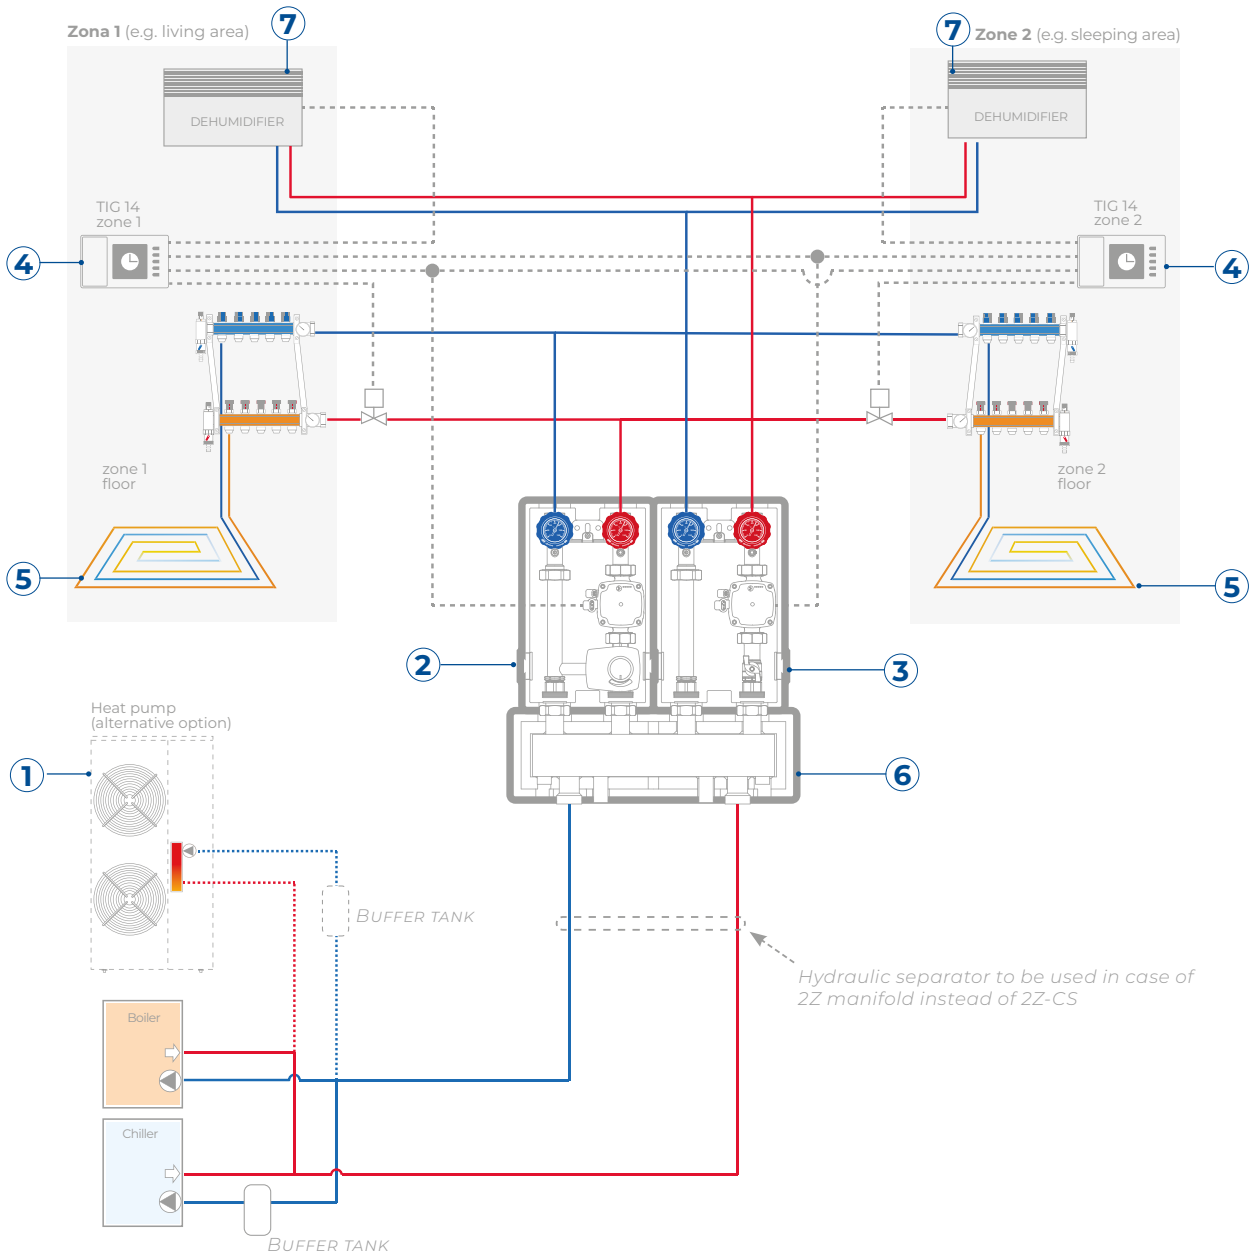 Zona 1 (e.g. living area)
7
7
Zone 2 (e.g. sleeping area)
DEHUMIDIFIER
DEHUMIDIFIER
TIG 14
zone 1
TIG 14
zone 2
4
4
zone 1
floor
zone 2
floor
5
5
2
3
Heat pump
(alternative option)
1
6
BUFFER TANK
Hydraulic separator to be used in case of
2Z manifold instead of 2Z-CS
Boiler
Chiller
BUFFER TANK